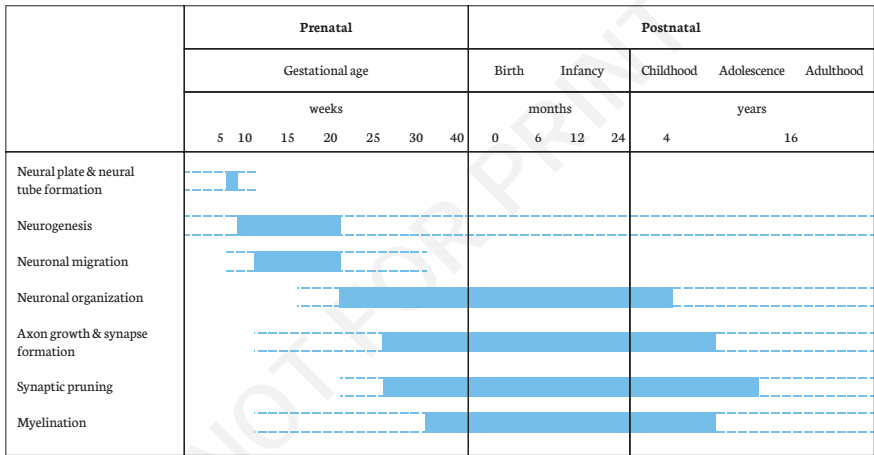 Prenatal Postnatal
Gestational age Birth Infancy Childhood Adolescence Adulthood
weeks months years
5 10 15 20 25 30 40 0 6 12 24 4 16
Neural plate & neural
tube formation
Neurogenesis
Neuronal migration
Neuronal organization
Axon growth & synapse
formation
Synaptic pruning
Myelination
NOT FOR PRINT